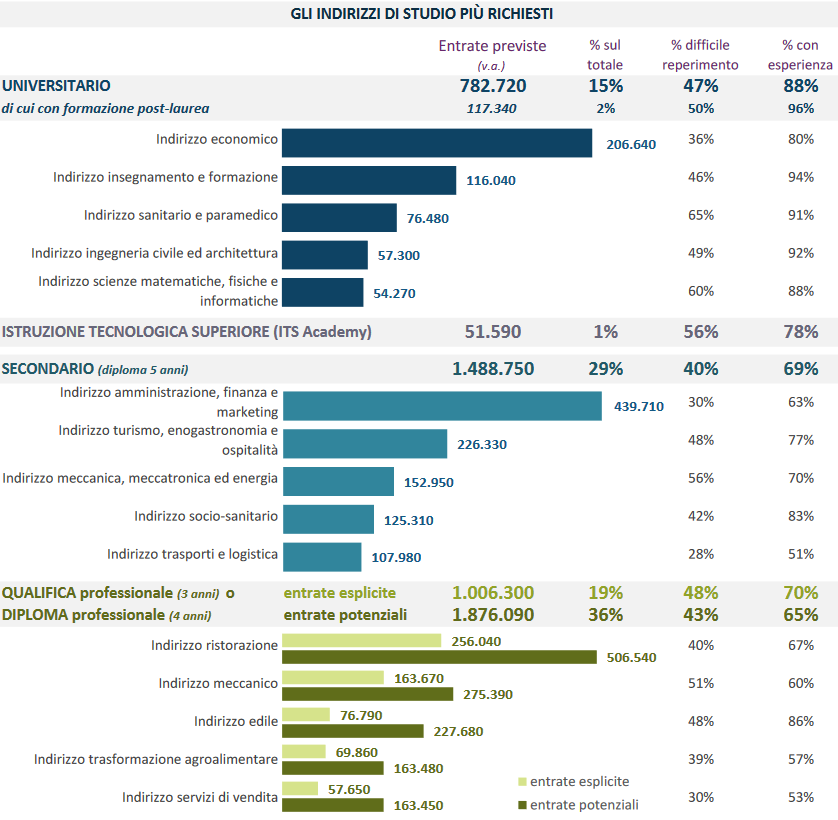 GLI INDIRIZZI DI STUDIO PIÙ RICHIESTI
Entrate previste % sul % difficile % con
(v.a.) totale reperimento esperienza
UNIVERSITARIO 782.720 15% 47% 88%
di cui con formazione post-laurea 117.340 2% 50% 96%
Indirizzo economico 206.640 36% 80%
Indirizzo insegnamento e formazione 116.040 46% 94%
Indirizzo sanitario e paramedico 76.480 65% 91%
Indirizzo ingegneria civile ed architettura 57.300 49% 92%
Indirizzo scienze matematiche, fisiche e
informatiche 54.270 60% 88%
ISTRUZIONE TECNOLOGICA SUPERIORE (ITS Academy) 51.590 1% 56% 78%
SECONDARIO (diploma 5 anni) 1.488.750 29% 40% 69%
Indirizzo amministrazione, finanza e
marketing 439.710 30% 63%
Indirizzo turismo, enogastronomia e
ospitalità 226.330 48% 77%
Indirizzo meccanica, meccatronica ed energia 152.950 56% 70%
Indirizzo socio-sanitario 125.310 42% 83%
Indirizzo trasporti e logistica 107.980 28% 51%
QUALIFICA professionale (3 anni) o entrate esplicite 1.006.300 19% 48% 70%
DIPLOMA professionale (4 anni) entrate potenziali 1.876.090 36% 43% 65%
Indirizzo ristorazione 256.040 40% 67%
506.540
Indirizzo meccanico 163.670 51% 60%
275.390
Indirizzo edile 76.790 48% 86%
227.680
Indirizzo trasformazione agroalimentare 69.860 39% 57%
163.480
entrate esplicite
Indirizzo servizi di vendita 57.650 30% 53%
163.450 entrate potenziali